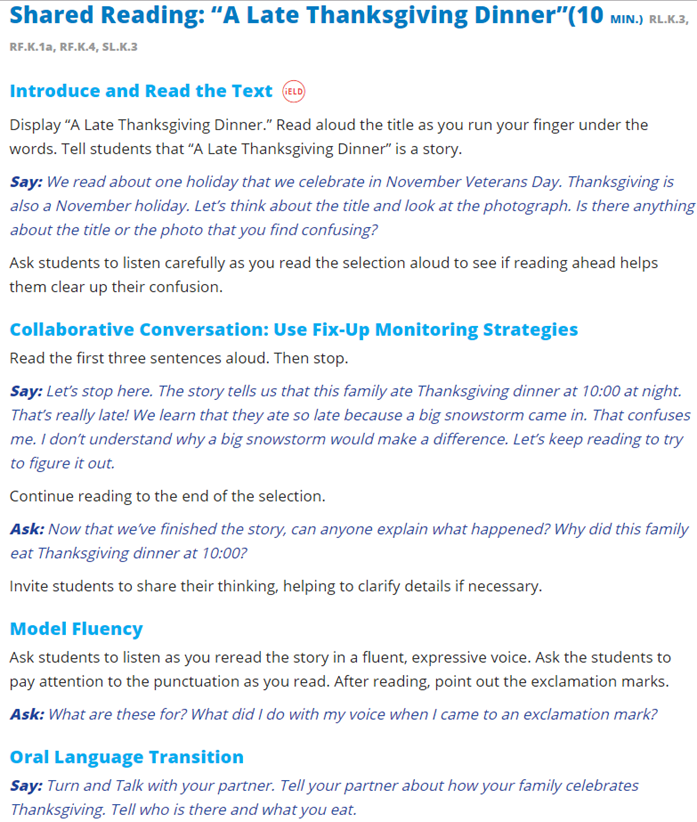 Shared Reading: “A Late Thanksgiving Dinner”(10 MIN.) RL.K.3,
RF.K.1a, RF.K.4, SL.K.3
Introduce and Read the Text iELD
Display “A Late Thanksgiving Dinner.” Read aloud the title as you run your finger under the
words. Tell students that “A Late Thanksgiving Dinner” is a story.
Say: We read about one holiday that we celebrate in November Veterans Day. Thanksgiving is
also a November holiday. Let’s think about the title and look at the photograph. Is there anything
about the title or the photo that you find confusing?
Ask students to listen carefully as you read the selection aloud to see if reading ahead helps
them clear up their confusion.
Collaborative Conversation: Use Fix-Up Monitoring Strategies
Read the first three sentences aloud. Then stop.
Say: Let’s stop here. The story tells us that this family ate Thanksgiving dinner at 10:00 at night.
That’s really late! We learn that they ate so late because a big snowstorm came in. That confuses
me. I don’t understand why a big snowstorm would make a difference. Let’s keep reading to try
to figure it out.
Continue reading to the end of the selection.
Ask: Now that we’ve finished the story, can anyone explain what happened? Why did this family
eat Thanksgiving dinner at 10:00?
Invite students to share their thinking, helping to clarify details if necessary.
Model Fluency
Ask students to listen as you reread the story in a fluent, expressive voice. Ask the students to
pay attention to the punctuation as you read. After reading, point out the exclamation marks.
Ask: What are these for? What did I do with my voice when I came to an exclamation mark?
Oral Language Transition
Say: Turn and Talk with your partner. Tell your partner about how your family celebrates
Thanksgiving. Tell who is there and what you eat.